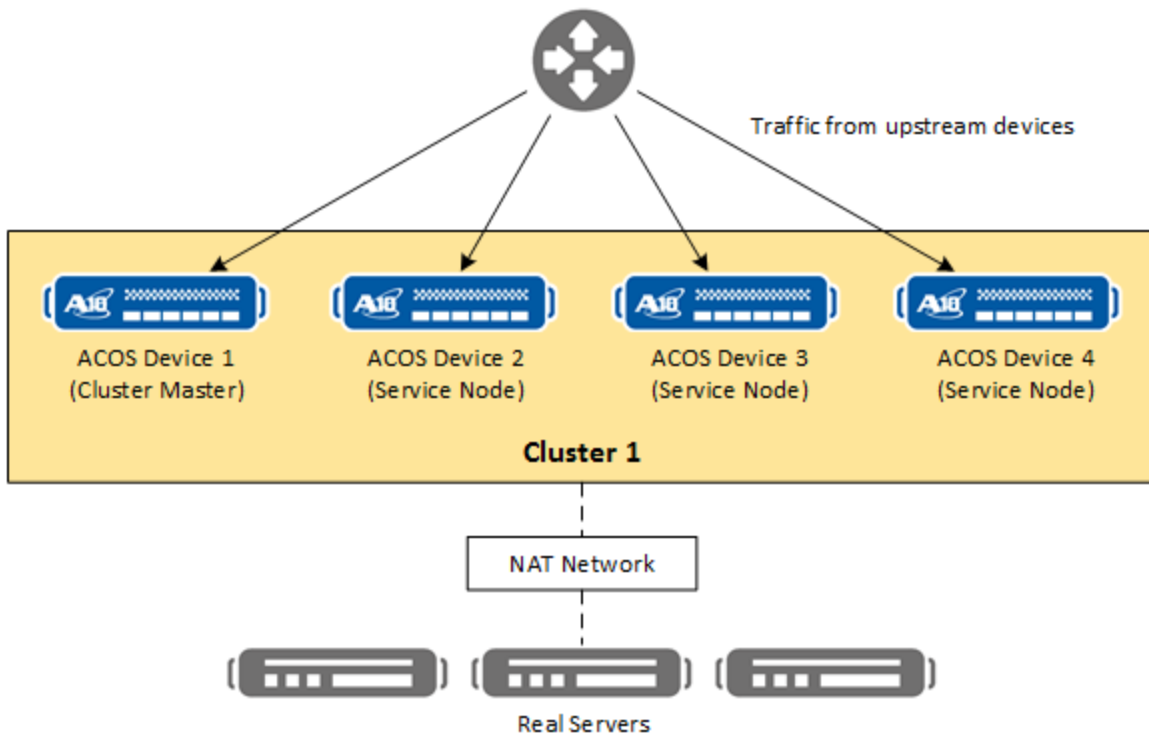 Traffic from upstream devices
A10 A10 A10 A10
ACOS Device 1 ACOS Device 2 ACOS Device 3 ACOS Device 4
(Cluster Master) (Service Node) (Service Node) (Service Node)
Cluster 1
NAT Network
Real Servers